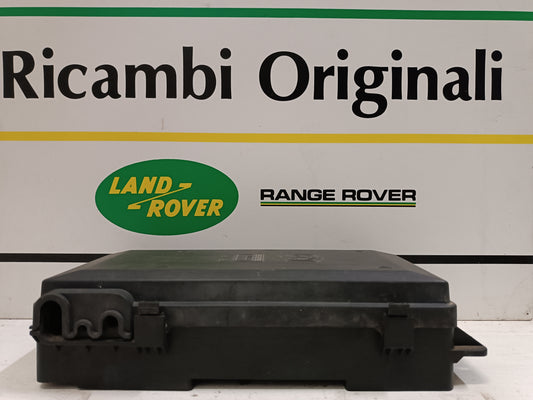 Ricambi Originali
LAND
ROVER
RANGE ROVER